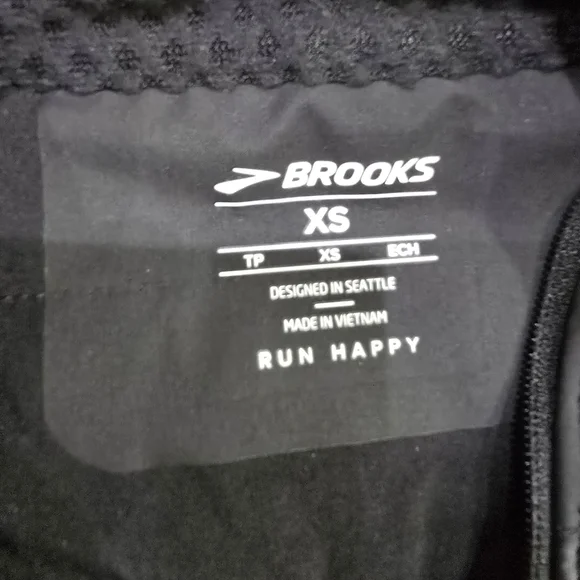 BROOKS
XS
TP XS ECH
DESIGNED IN SEATTLE
MADE IN VIETNAM
RUN HAPPY